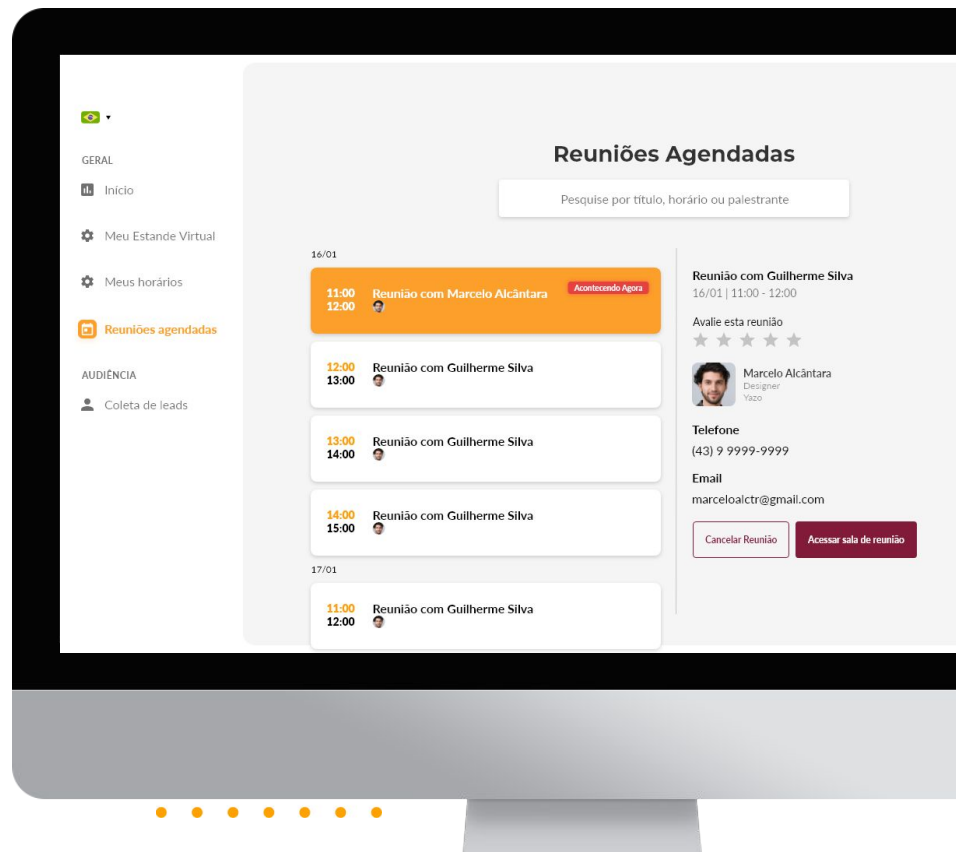 GERAL
Início
Meu Estande Virtual
Meus horários
Reuniões agendadas
AUDIÊNCIA
Coleta de leads
Reuniões Agendadas
Pesquise por título, horário ou palestrante
16/01
11:00 Reunião com Marcelo Alcântara Acontecendo Agora
12:00
12:00 Reunião com Guilherme Silva
13:00
13:00 Reunião com Guilherme Silva
14:00
14:00 Reunião com Guilherme Silva
15:00
17/01
11:00 Reunião com Guilherme Silva
12:00
Reunião com Guilherme Silva
16/01 | 11:00 - 12:00
Avalie esta reunião
Marcelo Alcântara
Designer
Yazo
Telefone
(43) 9 9999-9999
Email
marceloalctr@gmail.com
Cancelar Reunião Acessar sala de reunião